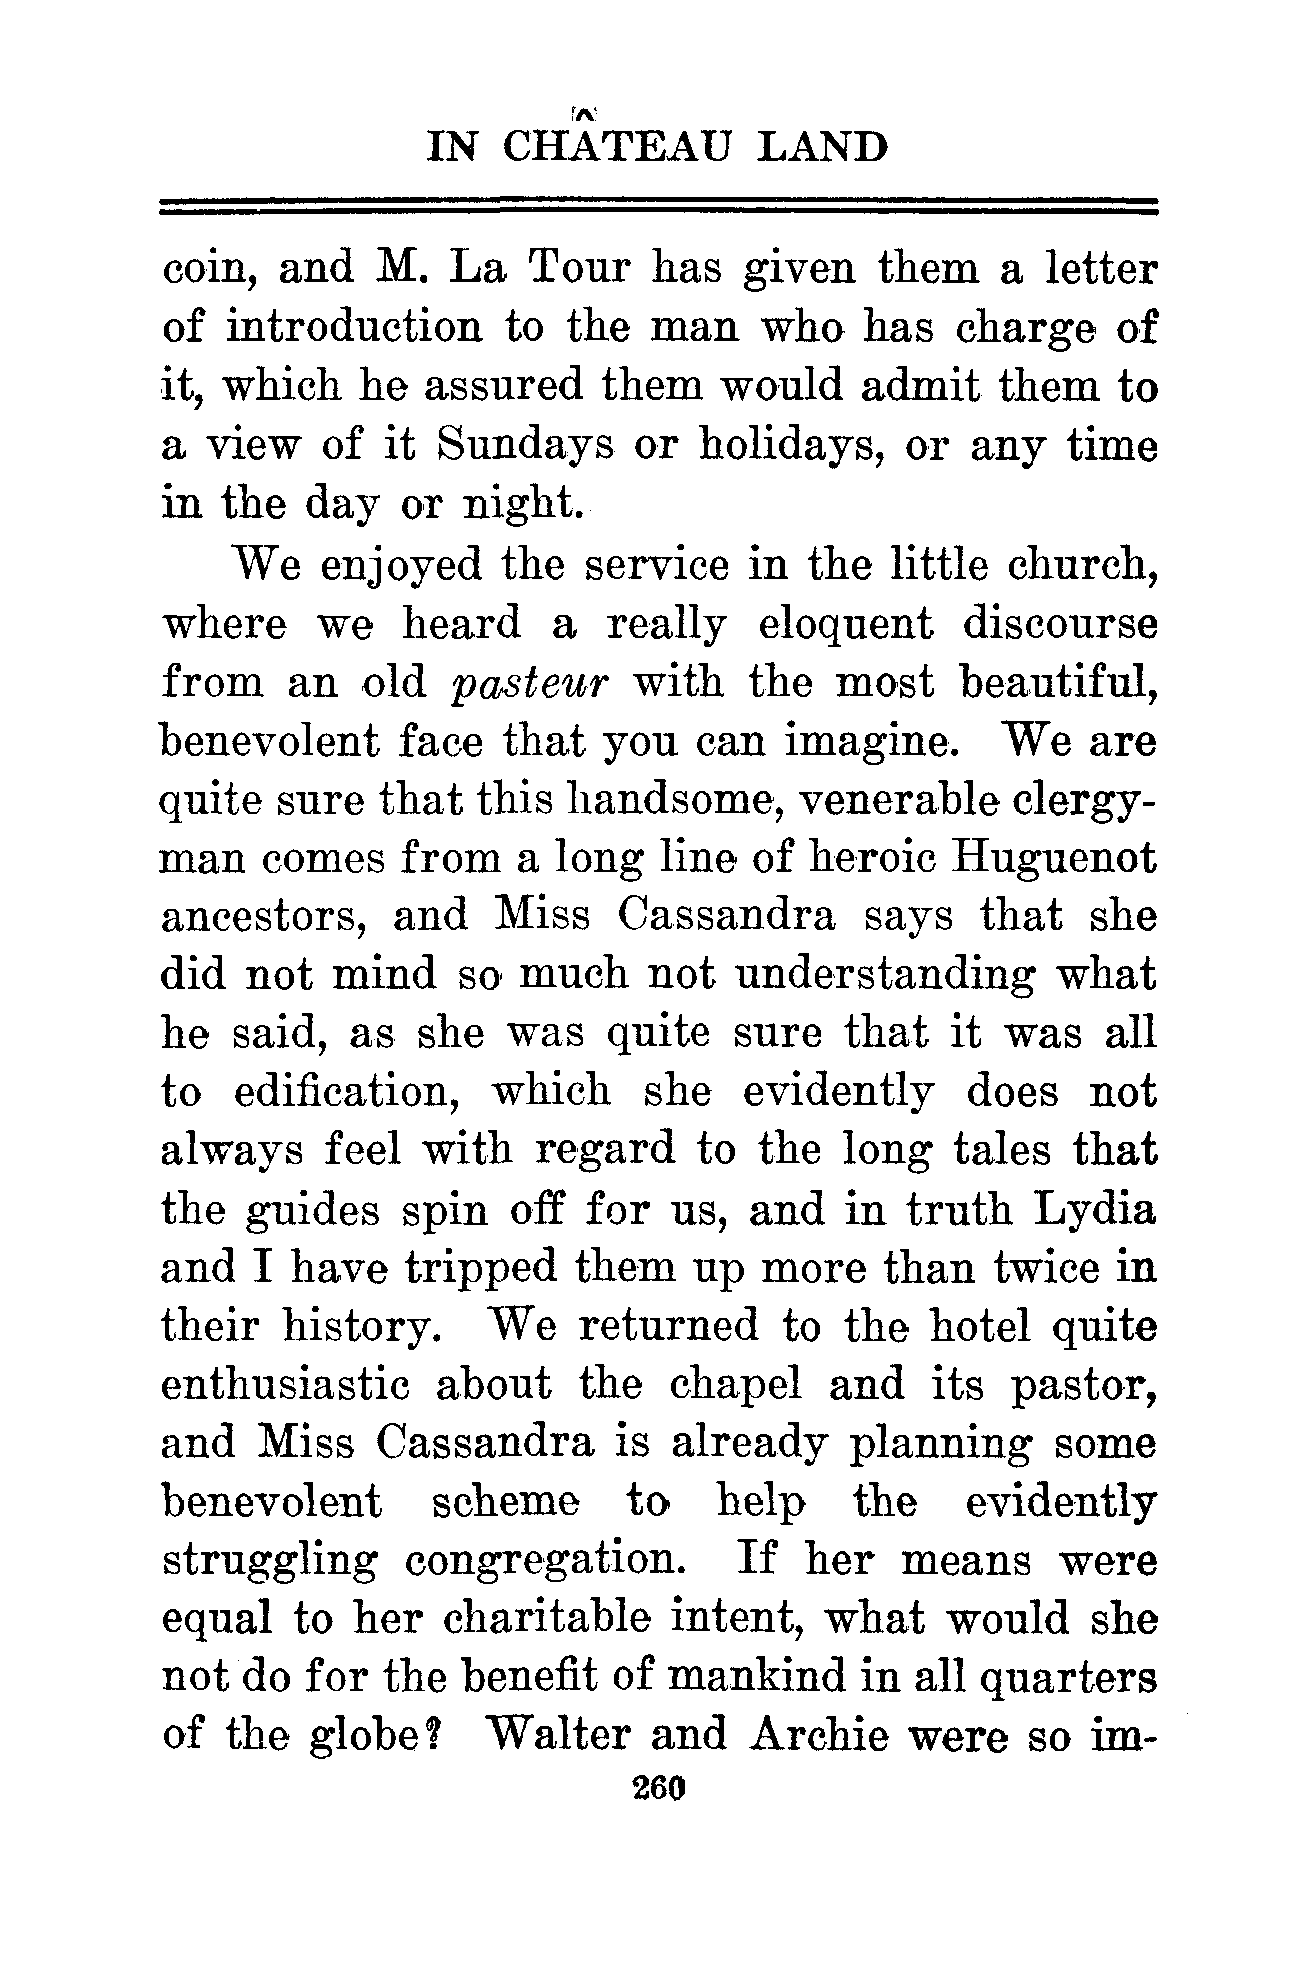 IN CHÂTEAU LAND
coin, and M. La Tour has given them a letter
of introduction to the man who has charge of
it, which he assured them would admit them to
a view of it Sundays or holidays, or any time
in the day or night.
We enjoyed the service in the little church,
where we heard a really eloquent discourse
from an old pasteur with the most beautiful,
benevolent face that you can imagine. We are
quite sure that this handsome, venerable clergy-
man comes from a long line of heroic Huguenot
ancestors, and Miss Cassandra says that she
did not mind so much not understanding what
he said, as she was quite sure that it was all
to edification, which she evidently does not
always feel with regard to the long tales that
the guides spin off for us, and in truth Lydia
and I have tripped them up more than twice in
their history. We returned to the hotel quite
enthusiastic about the chapel and its pastor,
and Miss Cassandra is already planning some
benevolent scheme to help the evidently
struggling congregation. If her means were
equal to her charitable intent, what would she
not do for the benefit of mankind in all quarters
of the globe? Walter and Archie were so im-
260